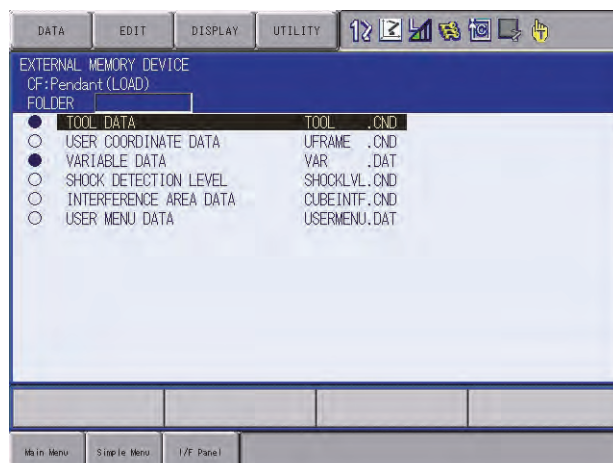 DATA EDIT DISPLAY UTILITY
EXTERNAL MEMORY DEVICE
CF:Pendant(LOAD)
FOLDER
TOOL DATA TOOL .CND
USER COORDINATE DATA UFRAME .CND
VARIABLE DATA VAR .DAT
SHOCK DETECTION LEVEL SHOCKLVL.CND
INTERFERENCE AREA DATA CUBEINTF.CND
USER MENU DATA USERMENU.DAT
Main Menu Simple Menu I/F Panel